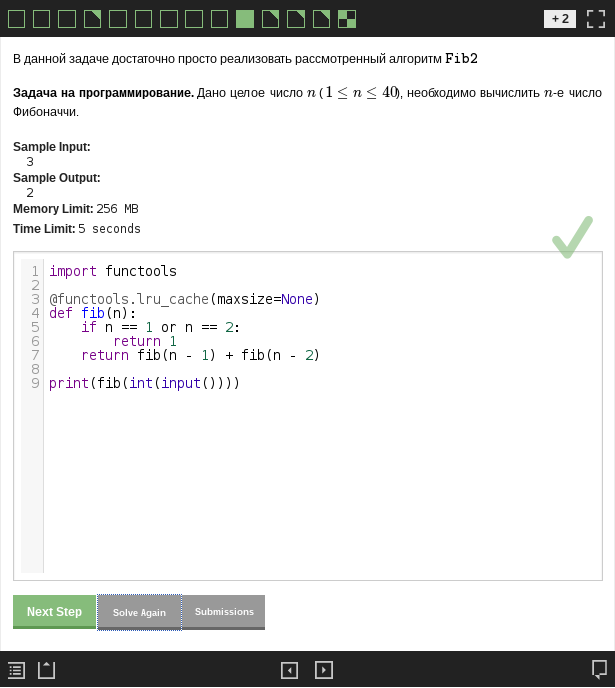 + 2
В данной задаче достаточно просто реализовать рассмотренный алгоритм Fib2
Задача на программирование. Дано целое число n (1 ≤ n ≤ 40), необходимо вычислить n-е число
Фибоначчи.
Sample Input:
3
Sample Output:
2
Memory Limit: 256 MB
Time Limit: 5 seconds
1 import functools
2
3 @functools.lru_cache(maxsize=None)
4 def fib(n):
5     if n == 1 or n == 2:
6         return 1
7     return fib(n - 1) + fib(n - 2)
8
9 print(fib(int(input())))
Next Step Solve Again Submissions